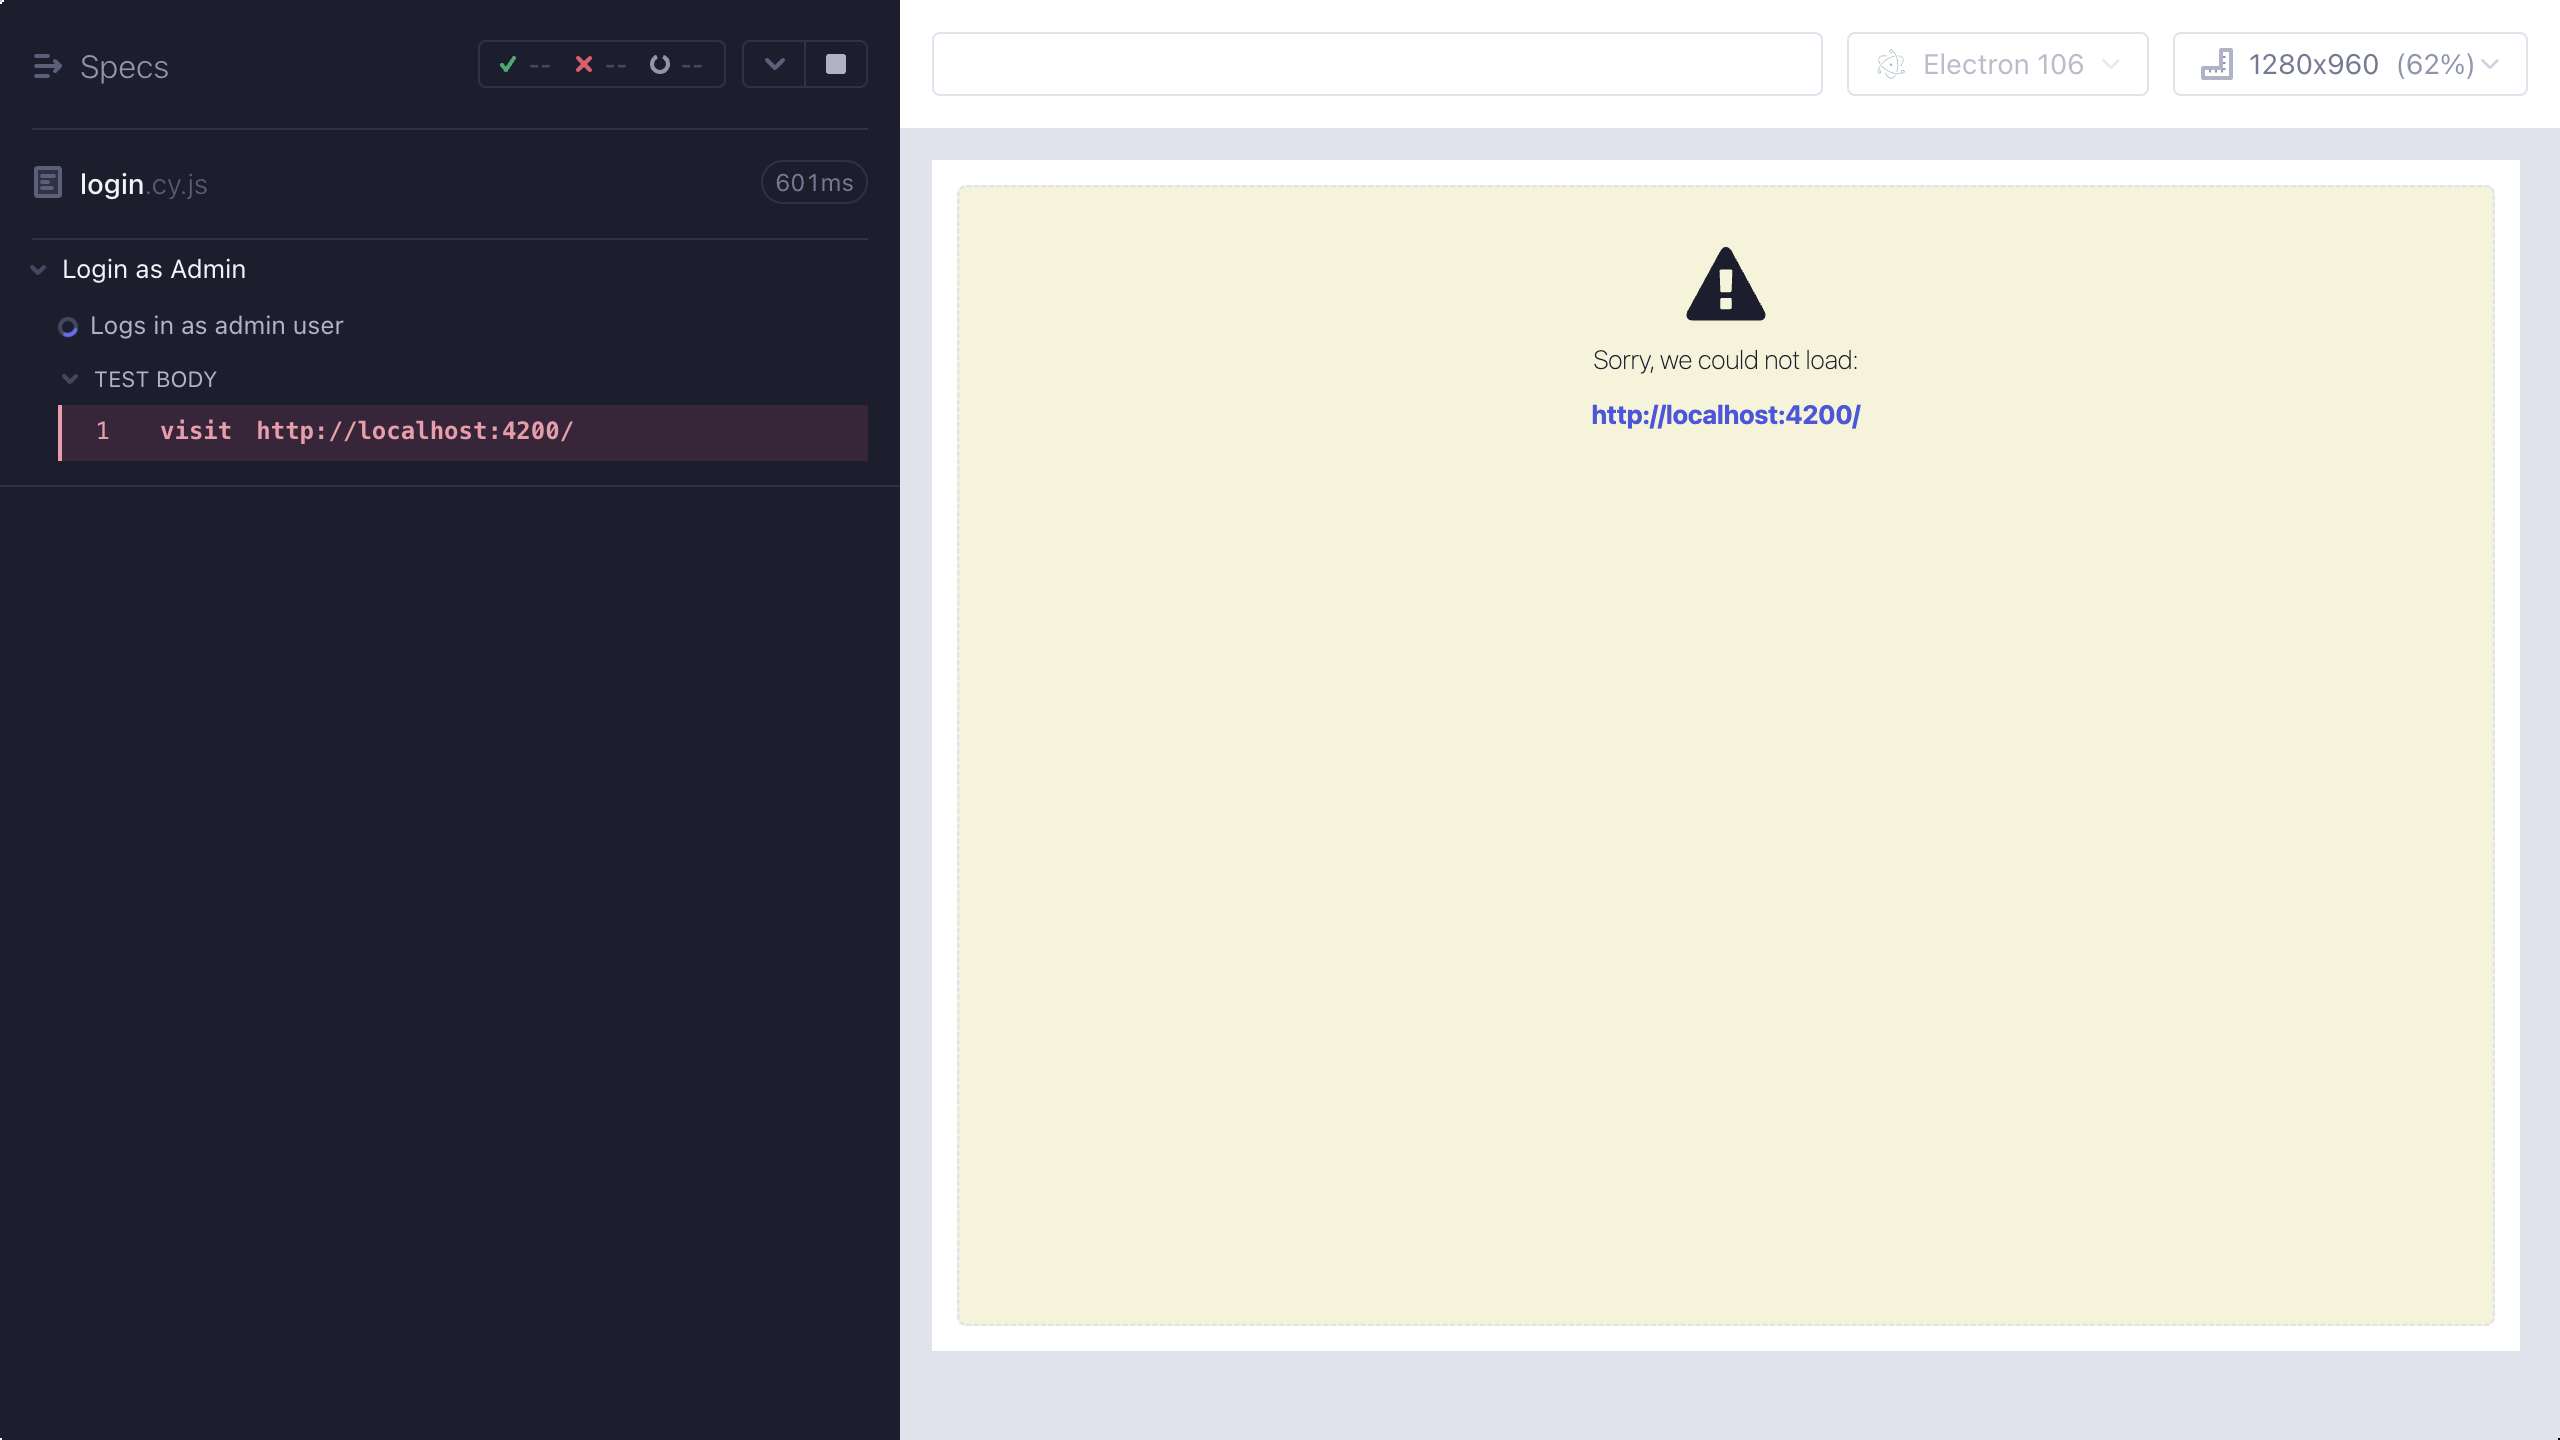 Specs
-- -- --
login.cy.js
601ms
Login as Admin
Logs in as admin user
TEST BODY
1 visit http://localhost:4200/
Electron 106
1280x960 (62%)
Sorry, we could not load:
http://localhost:4200/